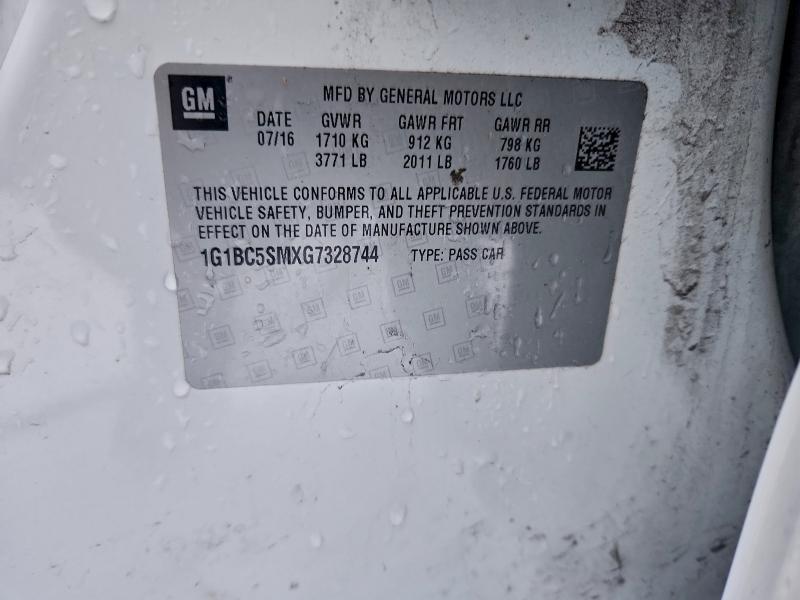 GM
MFD BY GENERAL MOTORS LLC
DATE GVWR GAWR FRT GAWR RR
07/16 1710 KG 912 KG 798 KG
3771 LB 2011 LB 1760 LB
THIS VEHICLE CONFORMS TO ALL APPLICABLE U.S. FEDERAL MOTOR
VEHICLE SAFETY, BUMPER, AND THEFT PREVENTION STANDARDS IN
EFFECT ON THE DATE OF MANUFACTURE SHOWN ABOVE.
1G1BC5SMXG7328744 TYPE: PASS CAR